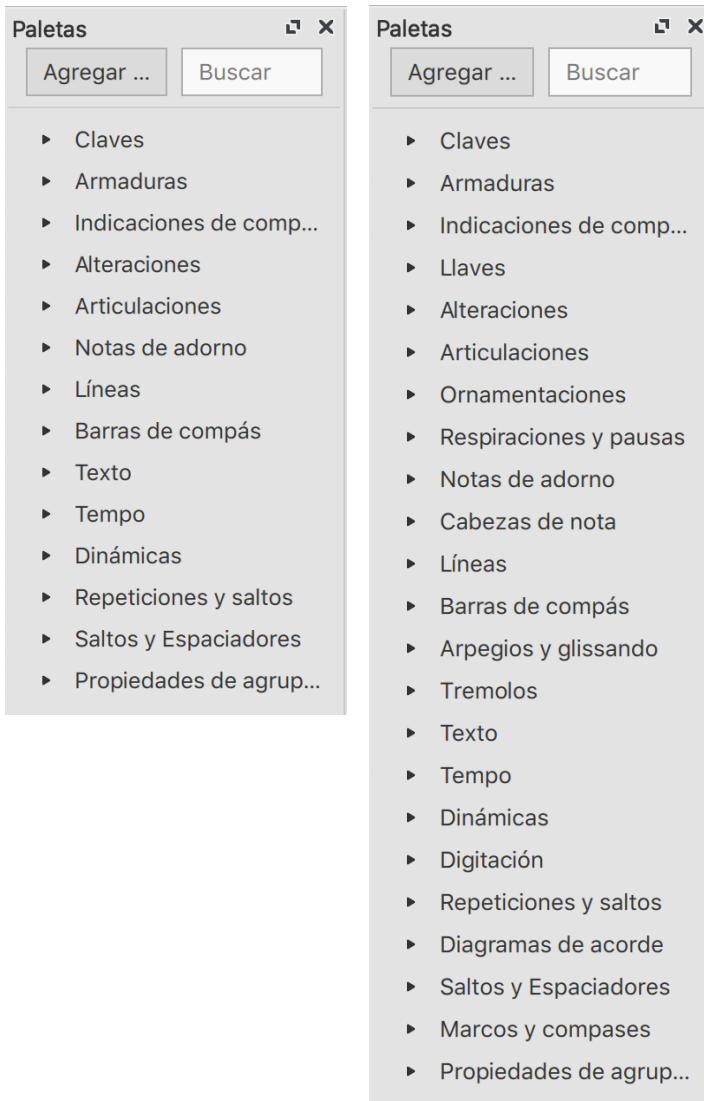 Paletas
Agregar ...
Buscar
Claves
Armaduras
Indicaciones de comp...
Alteraciones
Articulaciones
Notas de adorno
Líneas
Barras de compás
Texto
Tempo
Dinámicas
Repeticiones y saltos
Saltos y Espaciadores
Propiedades de agrup...
Paletas
Agregar ...
Buscar
Claves
Armaduras
Indicaciones de comp...
Llaves
Alteraciones
Articulaciones
Ornamentaciones
Respiraciones y pausas
Notas de adorno
Cabezas de nota
Líneas
Barras de compás
Arpegios y glissando
Tremolos
Texto
Tempo
Dinámicas
Digitación
Repeticiones y saltos
Diagramas de acorde
Saltos y Espaciadores
Marcos y compases
Propiedades de agrup...